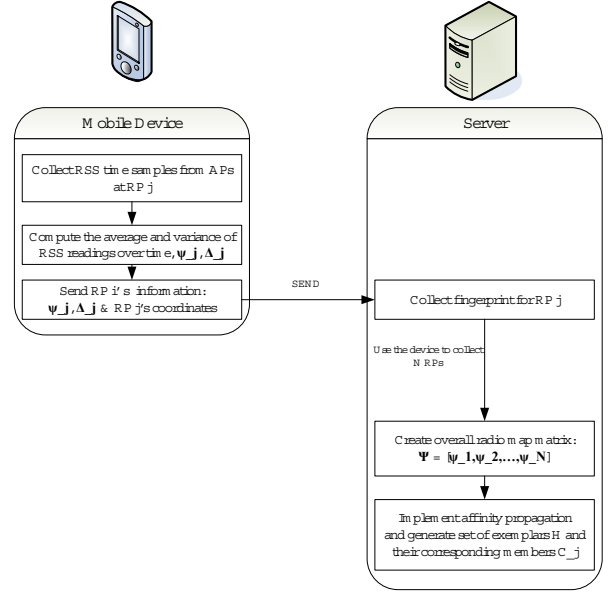 Mobile Device
Collect RSS time samples from APs
at RP j
Compute the average and variance of
RSS readings over time, ψ_j, Δ_j
Send RP i's information:
ψ_j, Δ_j & RP j's coordinates
SEND
Server
Collect fingerprint for RP j
Use the device to collect
N RPs
Create overall radio map matrix:
Ψ = [ψ_1,ψ_2,...,ψ_N]
Implement affinity propagation
and generate set of exemplars H and
their corresponding members C_j